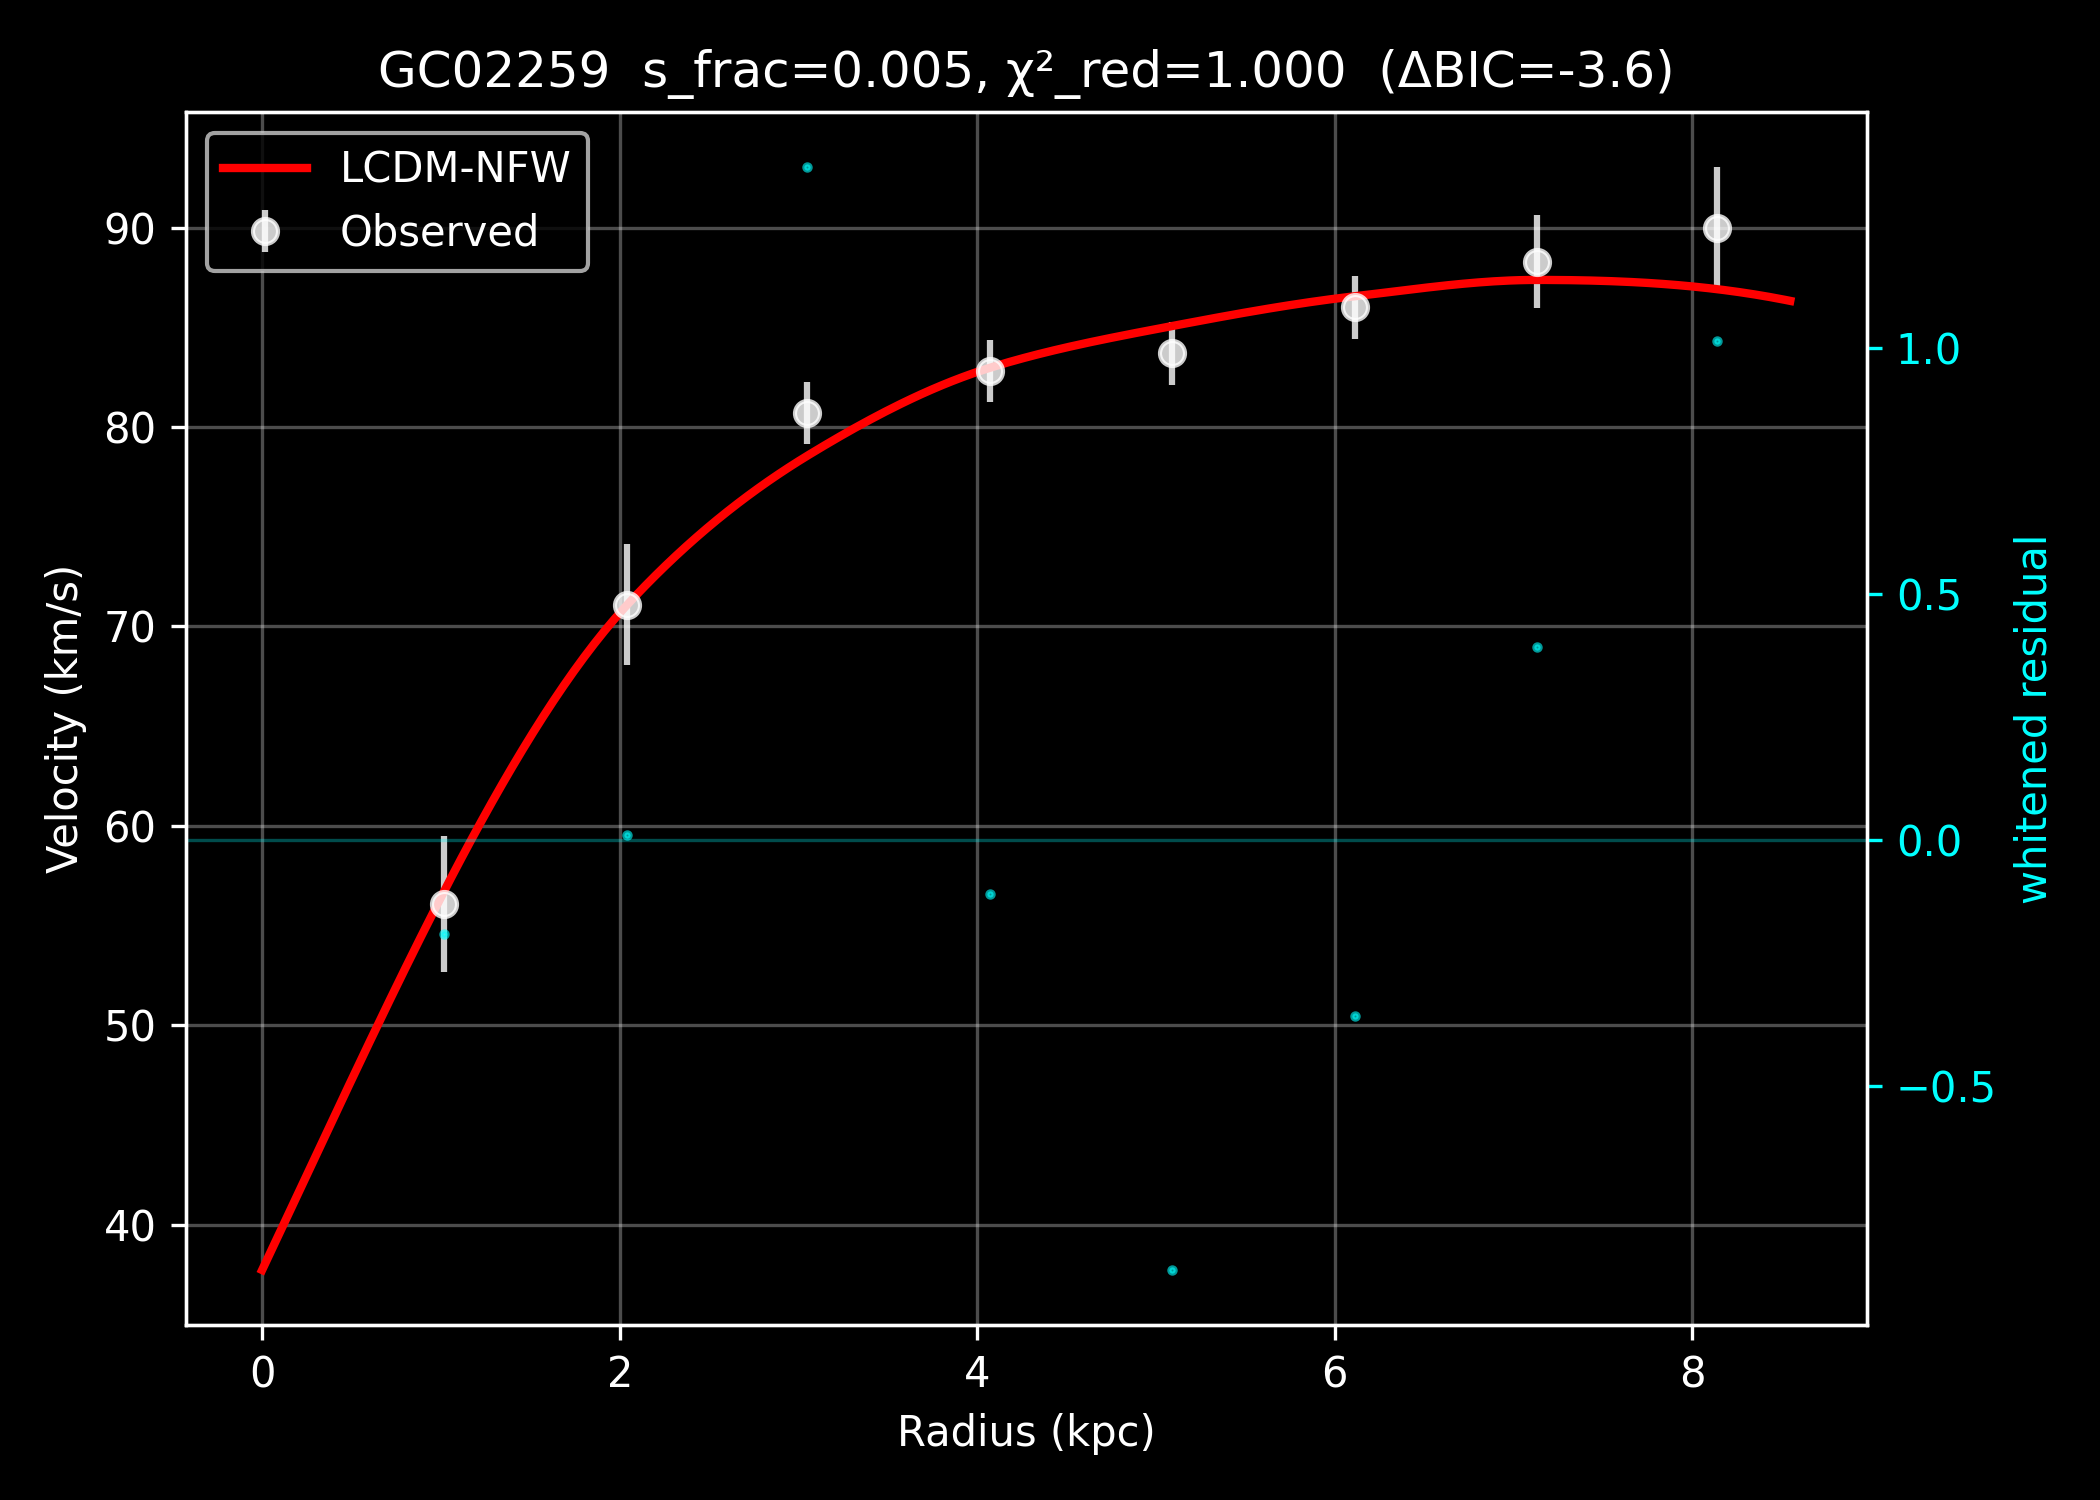 GC02259 s_frac=0.005, χ²_red=1.000 (ΔBIC=-3.6)
LCDM-NFW
Observed
90
80
70
60
50
40
Velocity (km/s)
1.0
0.5
0.0
−0.5
whitened residual
0 2 4 6 8
Radius (kpc)